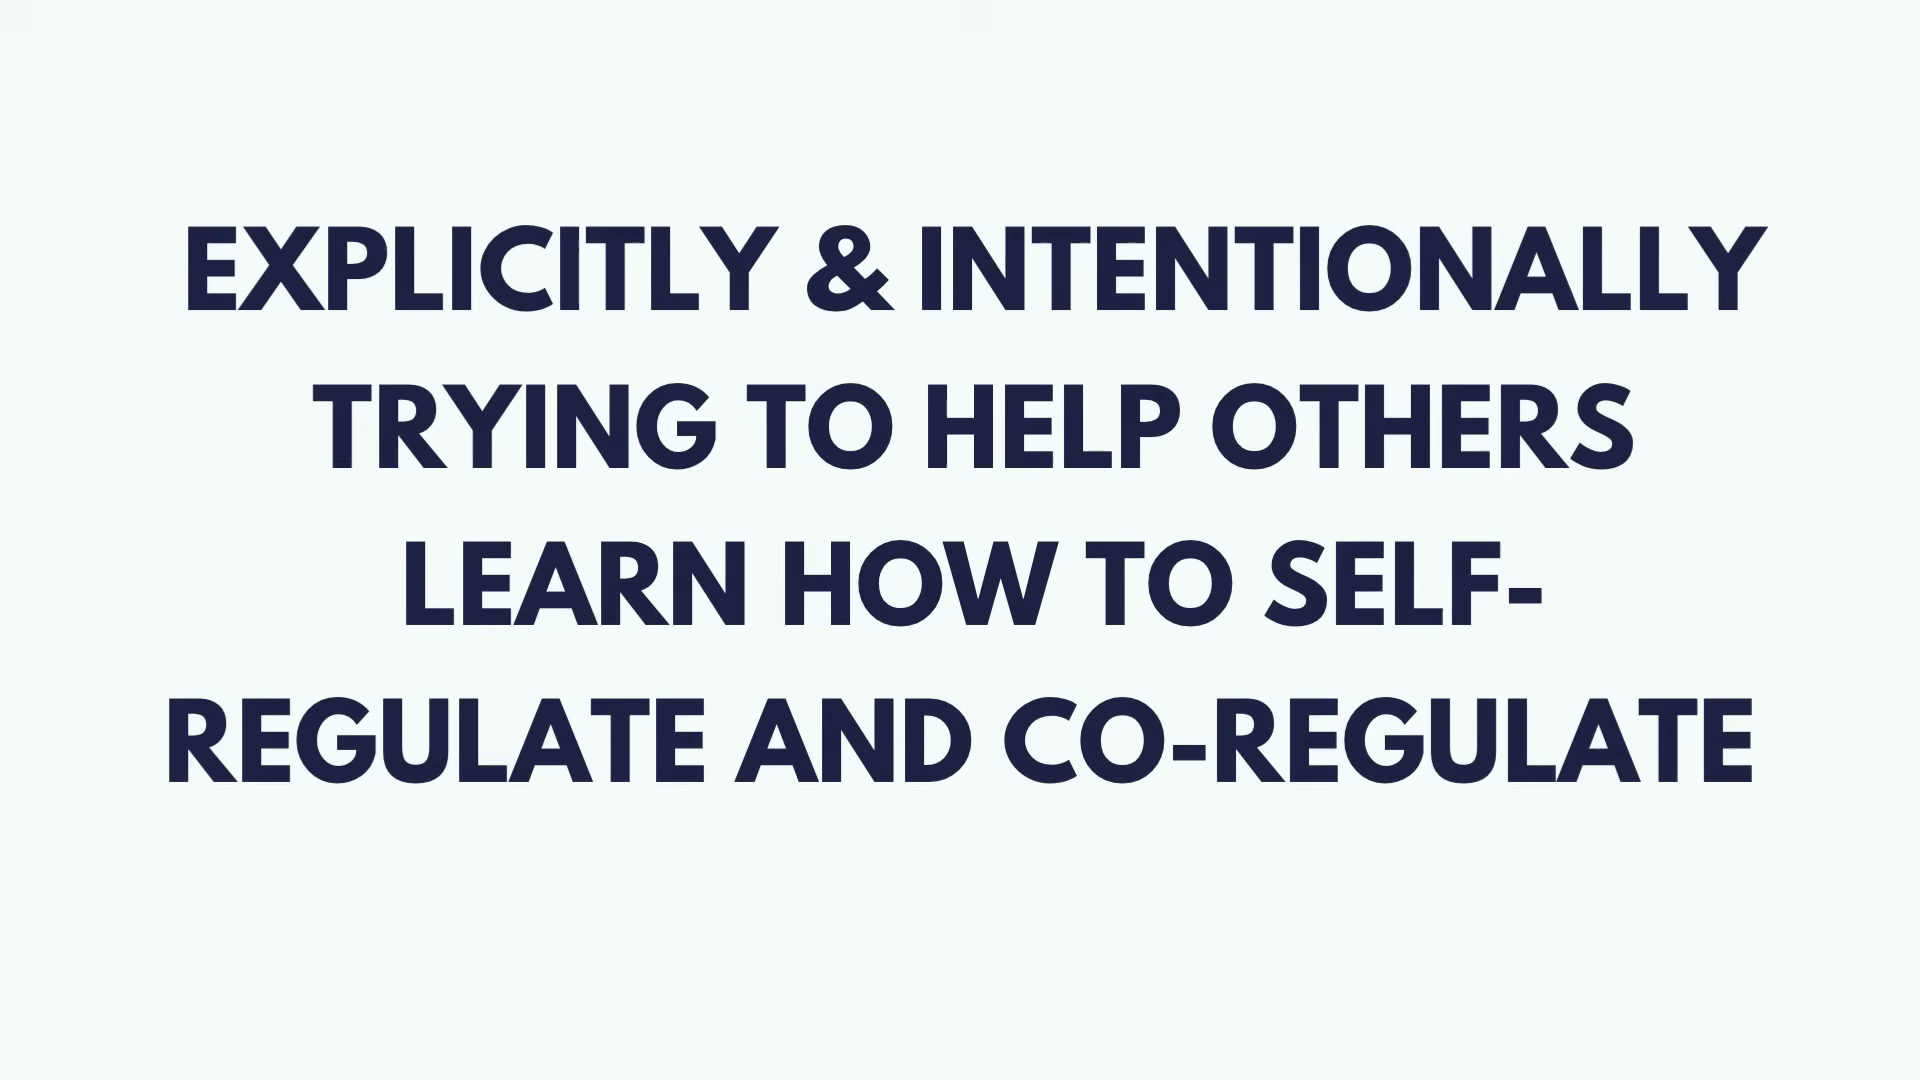 EXPLICITLY & INTENTIONALLY
TRYING TO HELP OTHERS
LEARN HOW TO SELF-
REGULATE AND CO-REGULATE